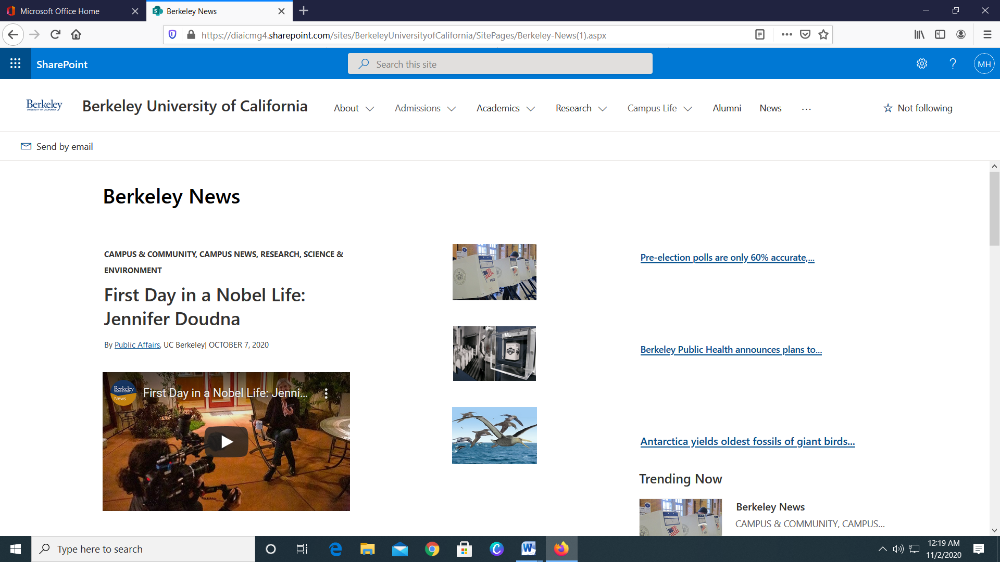 Microsoft Office Home
Berkeley News
https://diaicmg4.sharepoint.com/sites/BerkeleyUniversityofCalifornia/SitePages/Berkeley-News(1).aspx
SharePoint
Search this site
MH
Berkeley
UNIVERSITY OF CALIFORNIA
Berkeley University of California
About
Admissions
Academics
Research
Campus Life
Alumni
News
Not following
Send by email
Berkeley News
CAMPUS & COMMUNITY, CAMPUS NEWS, RESEARCH, SCIENCE &
ENVIRONMENT
First Day in a Nobel Life:
Jennifer Doudna
By Public Affairs, UC Berkeley| OCTOBER 7, 2020
Berkeley
News
First Day in a Nobel Life: Jenni...
VOTE
Pre-election polls are only 60% accurate,...
Berkeley Public Health announces plans to...
Antarctica yields oldest fossils of giant birds...
Trending Now
Berkeley News
CAMPUS & COMMUNITY, CAMPUS...
Type here to search
12:19 AM
11/2/2020